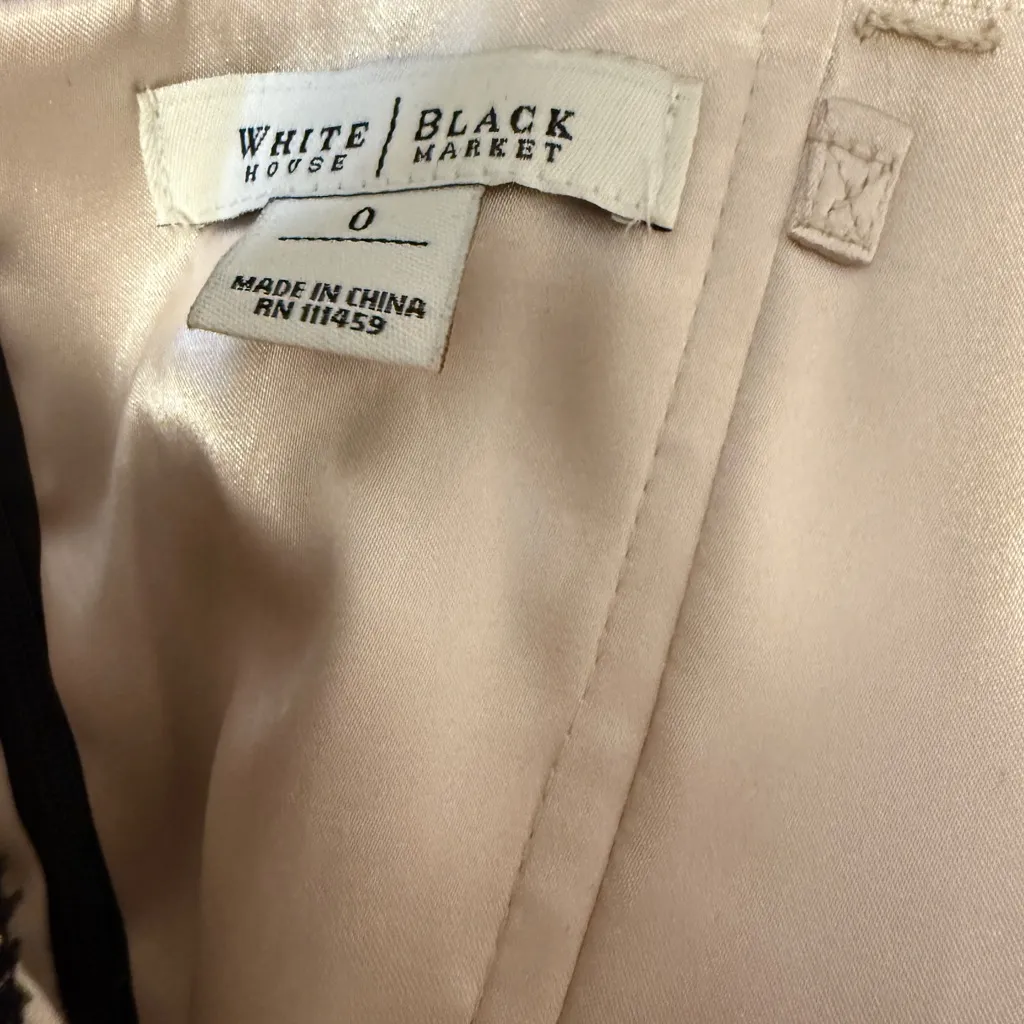 WHITE HOUSE | BLACK MARKET
0
MADE IN CHINA
RN 111459